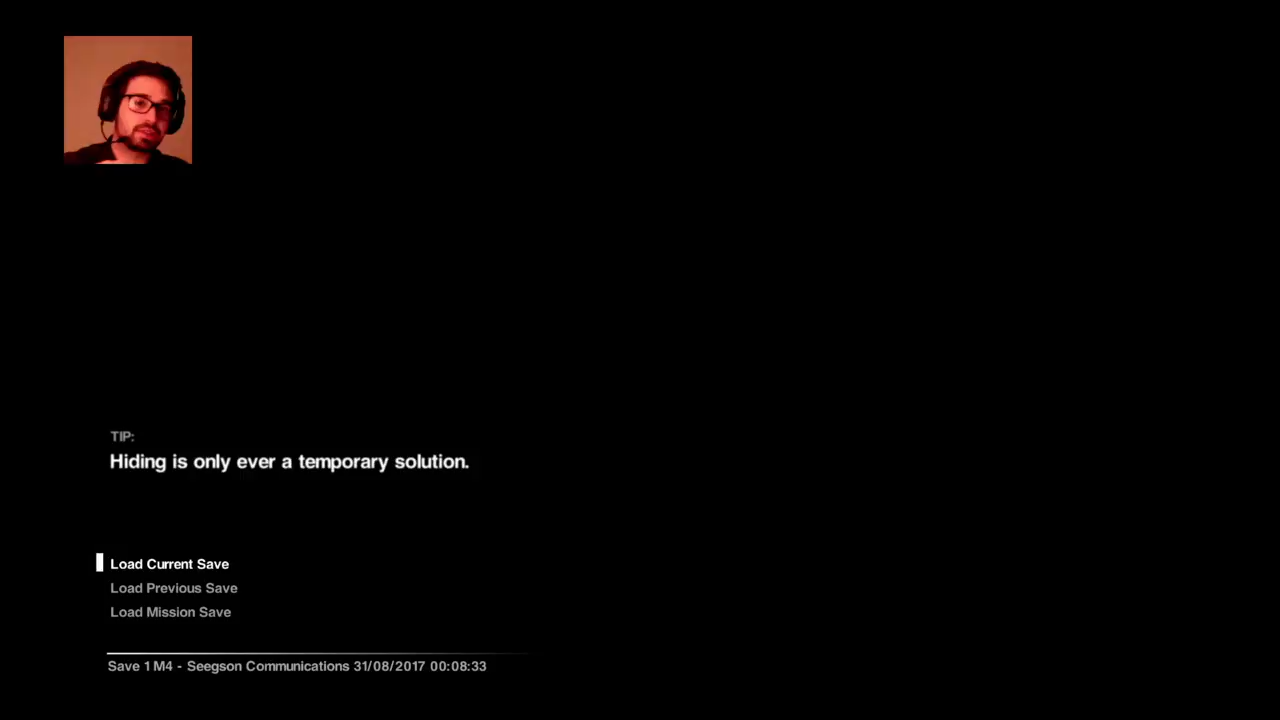 TIP:
Hiding is only ever a temporary solution.
Load Current Save
Load Previous Save
Load Mission Save
Save 1 M4 - Seegson Communications 31/08/2017 00:08:33